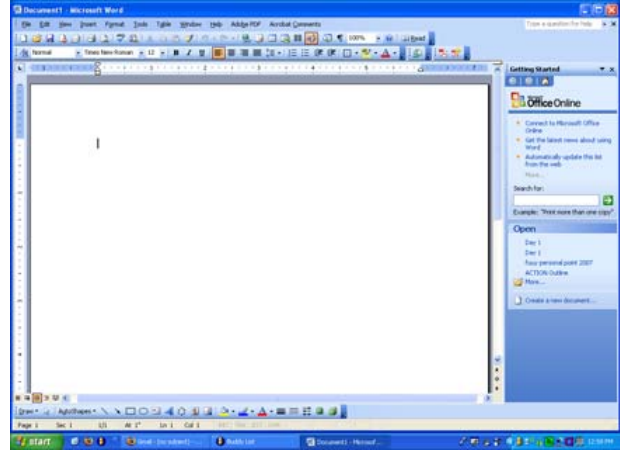 Document1 - Microsoft Word
File Edit View Insert Format Tools Table Window Help Adobe PDF Acrobat Comments
Type a question for help
100% Read
Normal Times New Roman 12 B I U
Getting Started
Office Online
Connect to Microsoft Office Online
Get the latest news about using Word
Automatically update this list from the web
More...
Search for:
Example: "Print more than one copy"
Open
Day 1
Day 1
four personal point 2007
ACTION Outline
More...
Create a new document...
Draw AutoShapes
Page 1 Sec 1 1/1 At 1" Ln 1 Col 1
start
Buddy List
Document1 - Microsof...
12:59 PM